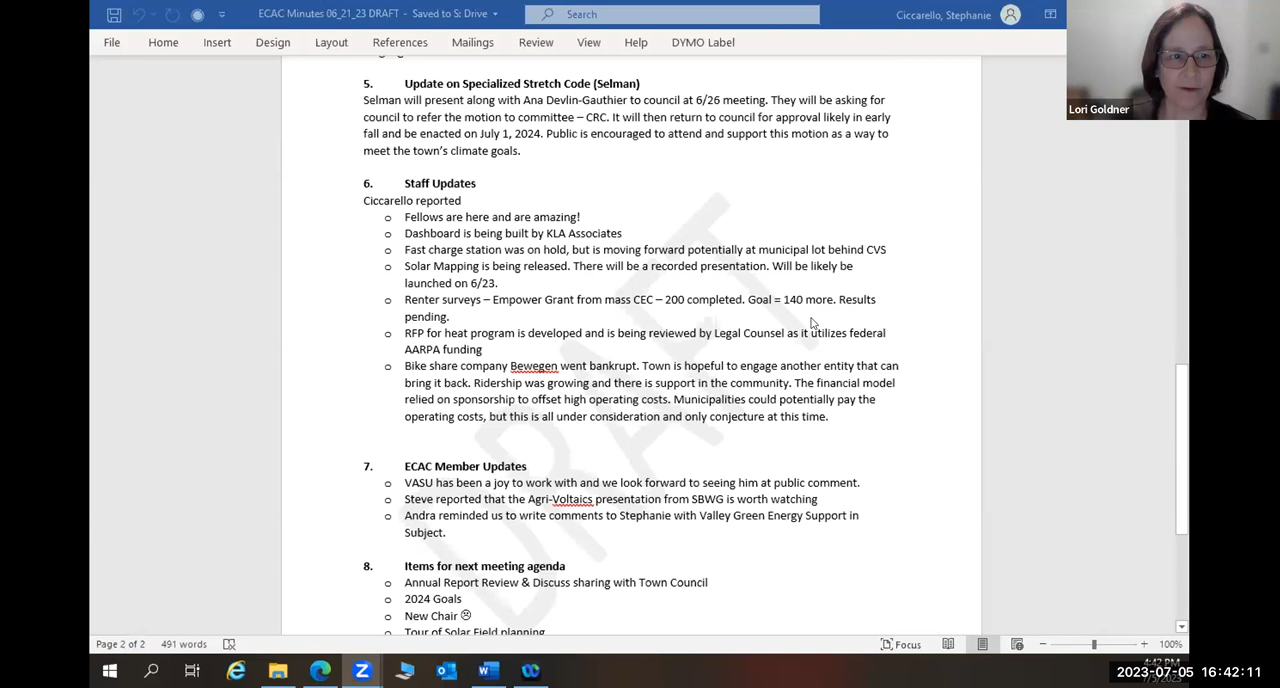 ECAC Minutes 06_21_23 DRAFT - Saved to S: Drive
Search
Ciccarello, Stephanie
File Home Insert Design Layout References Mailings Review View Help DYMO Label
Lori Goldner
5. Update on Specialized Stretch Code (Selman)
Selman will present along with Ana Devlin-Gauthier to council at 6/26 meeting. They will be asking for
council to refer the motion to committee – CRC. It will then return to council for approval likely in early
fall and be enacted on July 1, 2024. Public is encouraged to attend and support this motion as a way to
meet the town's climate goals.
6. Staff Updates
Ciccarello reported
o Fellows are here and are amazing!
o Dashboard is being built by KLA Associates
o Fast charge station was on hold, but is moving forward potentially at municipal lot behind CVS
o Solar Mapping is being released. There will be a recorded presentation. Will be likely be
launched on 6/23.
o Renter surveys – Empower Grant from mass CEC – 200 completed. Goal = 140 more. Results
pending.
o RFP for heat program is developed and is being reviewed by Legal Counsel as it utilizes federal
AARPA funding
o Bike share company Bewegen went bankrupt. Town is hopeful to engage another entity that can
bring it back. Ridership was growing and there is support in the community. The financial model
relied on sponsorship to offset high operating costs. Municipalities could potentially pay the
operating costs, but this is all under consideration and only conjecture at this time.
7. ECAC Member Updates
o VASU has been a joy to work with and we look forward to seeing him at public comment.
o Steve reported that the Agri-Voltaics presentation from SBWG is worth watching
o Andra reminded us to write comments to Stephanie with Valley Green Energy Support in
Subject.
8. Items for next meeting agenda
o Annual Report Review & Discuss sharing with Town Council
o 2024 Goals
o New Chair ☹
o Tour of Solar Field planning
DRAFT
Page 2 of 2 491 words
Focus
100%
2023-07-05 16:42:11